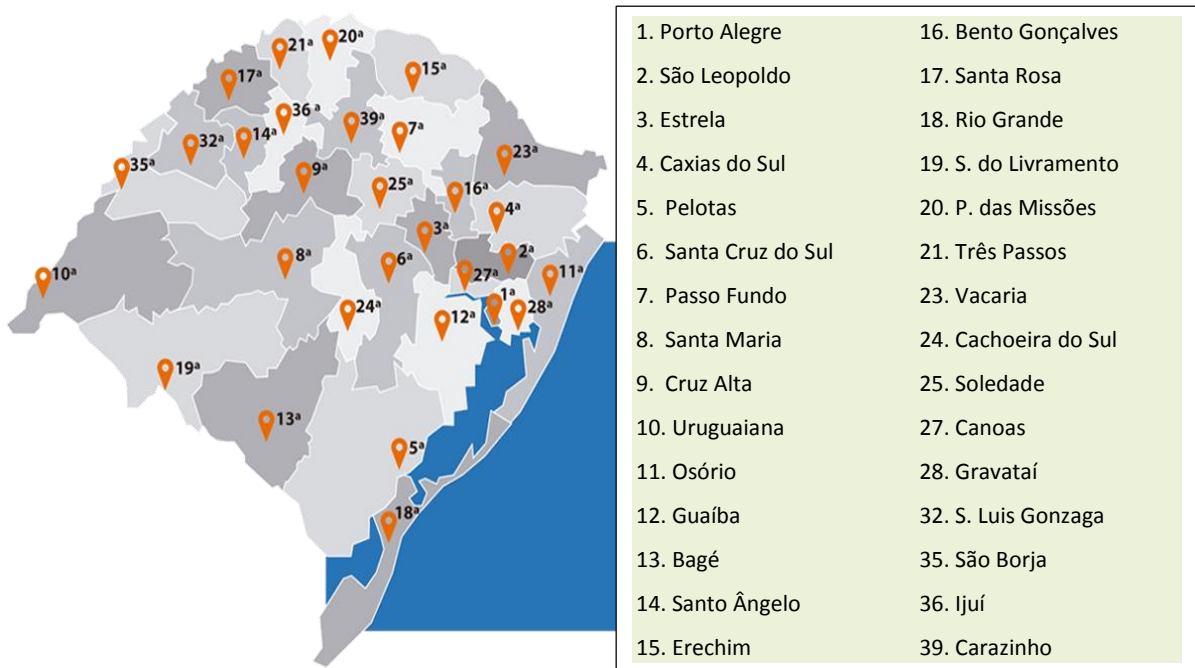 20ª
21ª
15ª
17ª
36ª
39ª
7ª
14ª
32ª
23ª
35ª
9ª
25ª
16ª
4ª
3ª
2ª
8ª
6ª
27ª
11ª
10ª
1ª
24ª
12ª
28ª
19ª
13ª
5ª
18ª
1. Porto Alegre
2. São Leopoldo
3. Estrela
4. Caxias do Sul
5. Pelotas
6. Santa Cruz do Sul
7. Passo Fundo
8. Santa Maria
9. Cruz Alta
10. Uruguaiana
11. Osório
12. Guaíba
13. Bagé
14. Santo Ângelo
15. Erechim
16. Bento Gonçalves
17. Santa Rosa
18. Rio Grande
19. S. do Livramento
20. P. das Missões
21. Três Passos
23. Vacaria
24. Cachoeira do Sul
25. Soledade
27. Canoas
28. Gravataí
32. S. Luis Gonzaga
35. São Borja
36. Ijuí
39. Carazinho